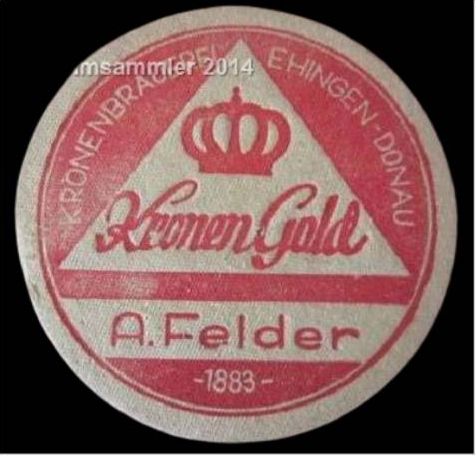 msammler 2014
KRONENBRAUEREI EHINGEN-DONAU
Kronen Gold
A. Felder
-1883-